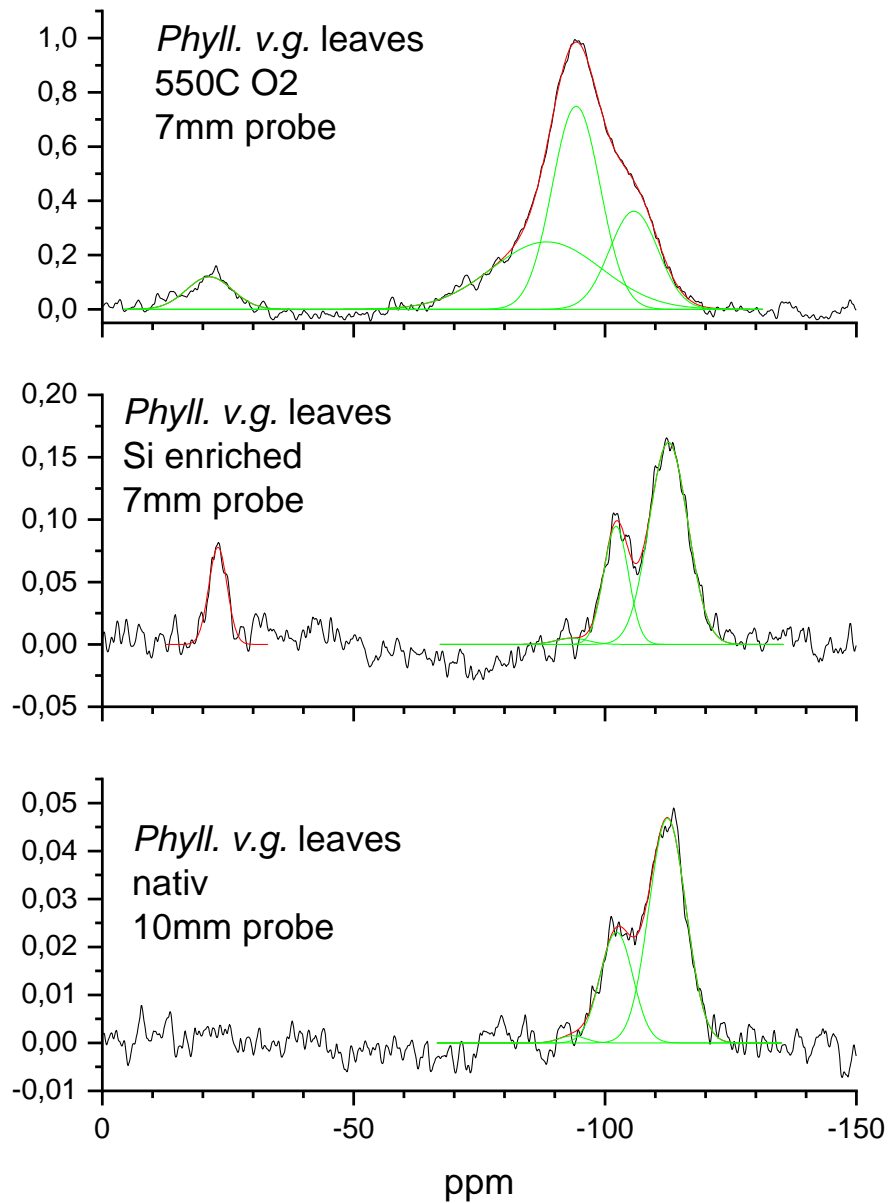 1,0
0,8
0,6
0,4
0,2
0,0
Phyll. v.g. leaves
550C O2
7mm probe
0,20
0,15
0,10
0,05
0,00
-0,05
Phyll. v.g. leaves
Si enriched
7mm probe
0,05
0,04
0,03
0,02
0,01
0,00
-0,01
Phyll. v.g. leaves
nativ
10mm probe
0 -50 -100 -150
ppm